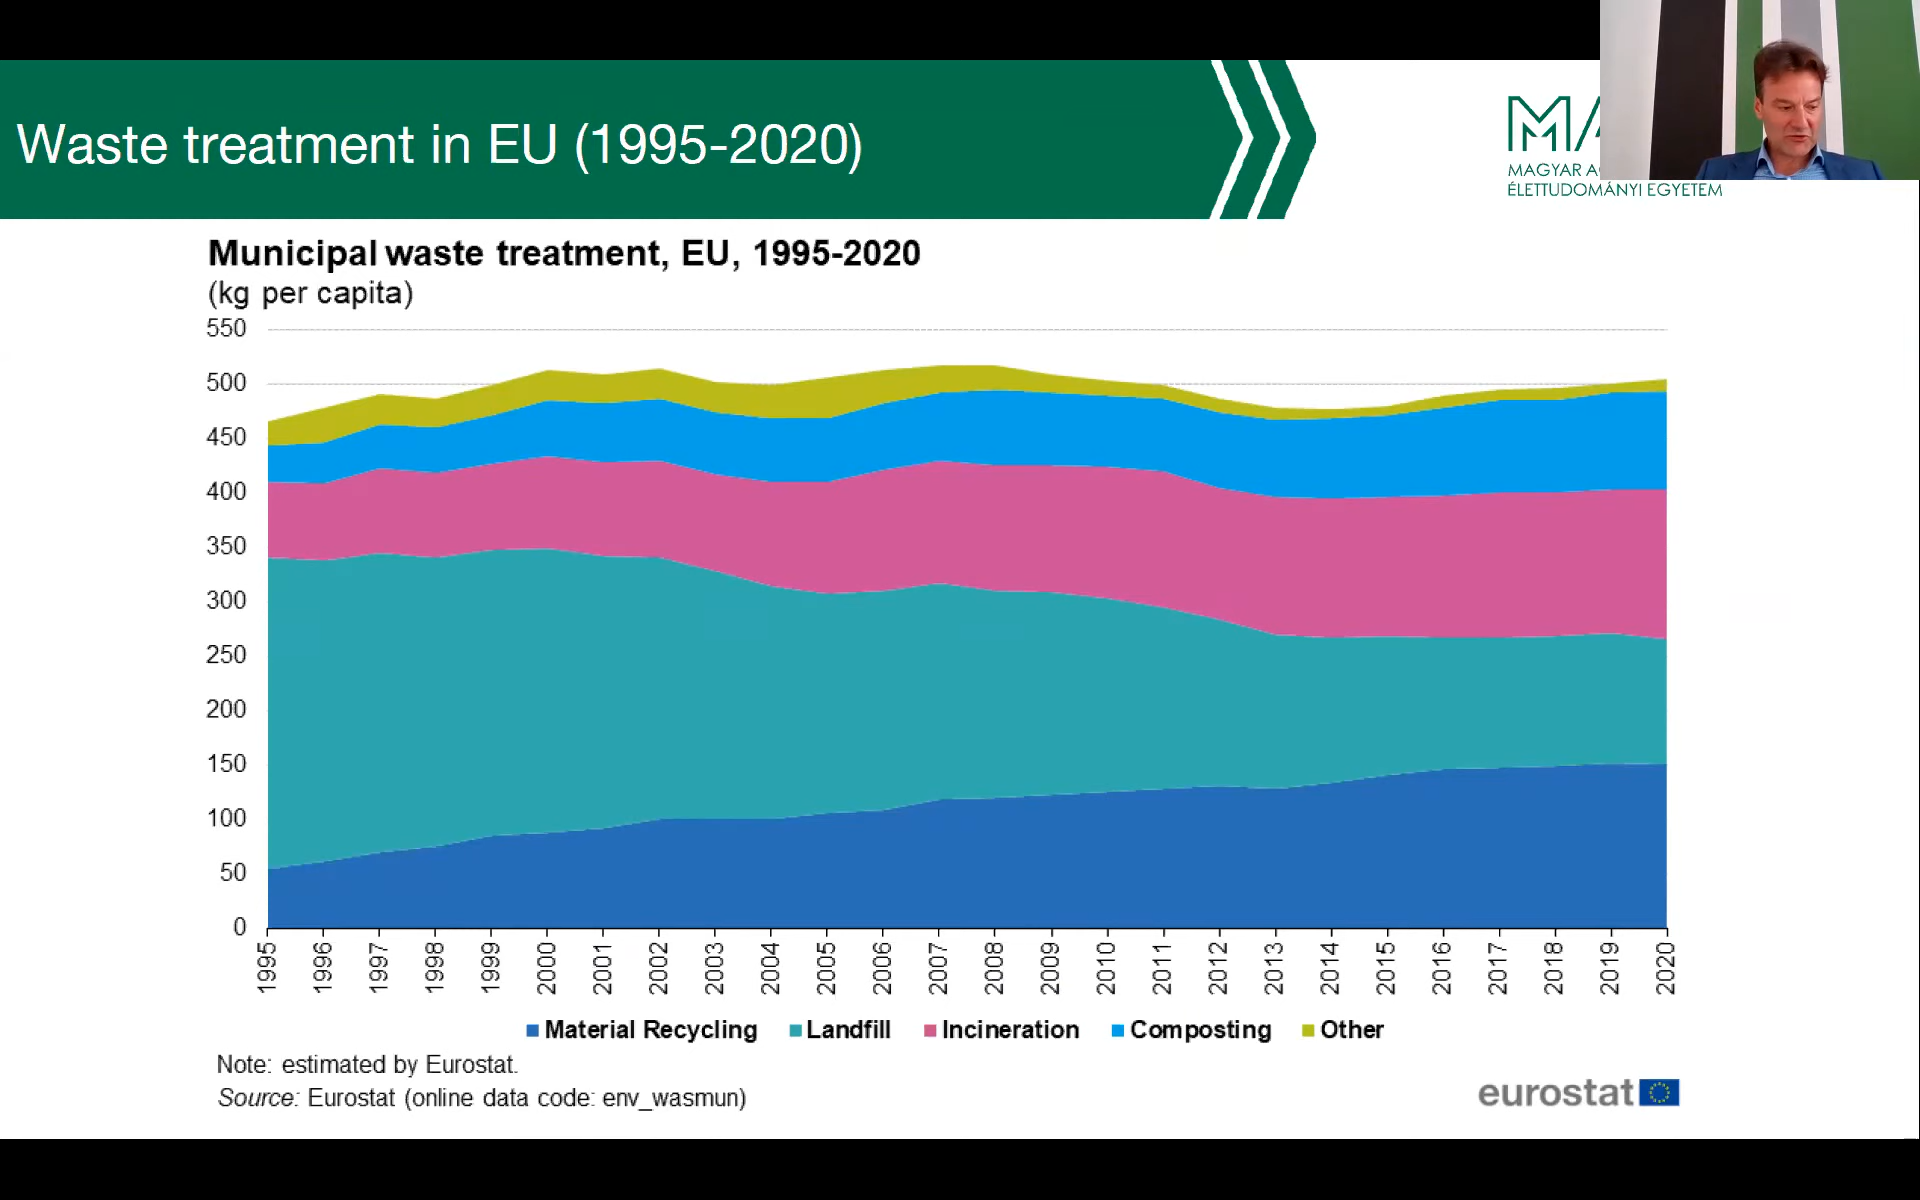 Waste treatment in EU (1995-2020)
MAGYAR
ÉLETTUDOMÁNYI EGYETEM
Municipal waste treatment, EU, 1995-2020
(kg per capita)
550
500
450
400
350
300
250
200
150
100
50
0
1995 1996 1997 1998 1999 2000 2001 2002 2003 2004 2005 2006 2007 2008 2009 2010 2011 2012 2013 2014 2015 2016 2017 2018 2019 2020
Material Recycling Landfill Incineration Composting Other
Note: estimated by Eurostat.
Source: Eurostat (online data code: env_wasmun)
eurostat